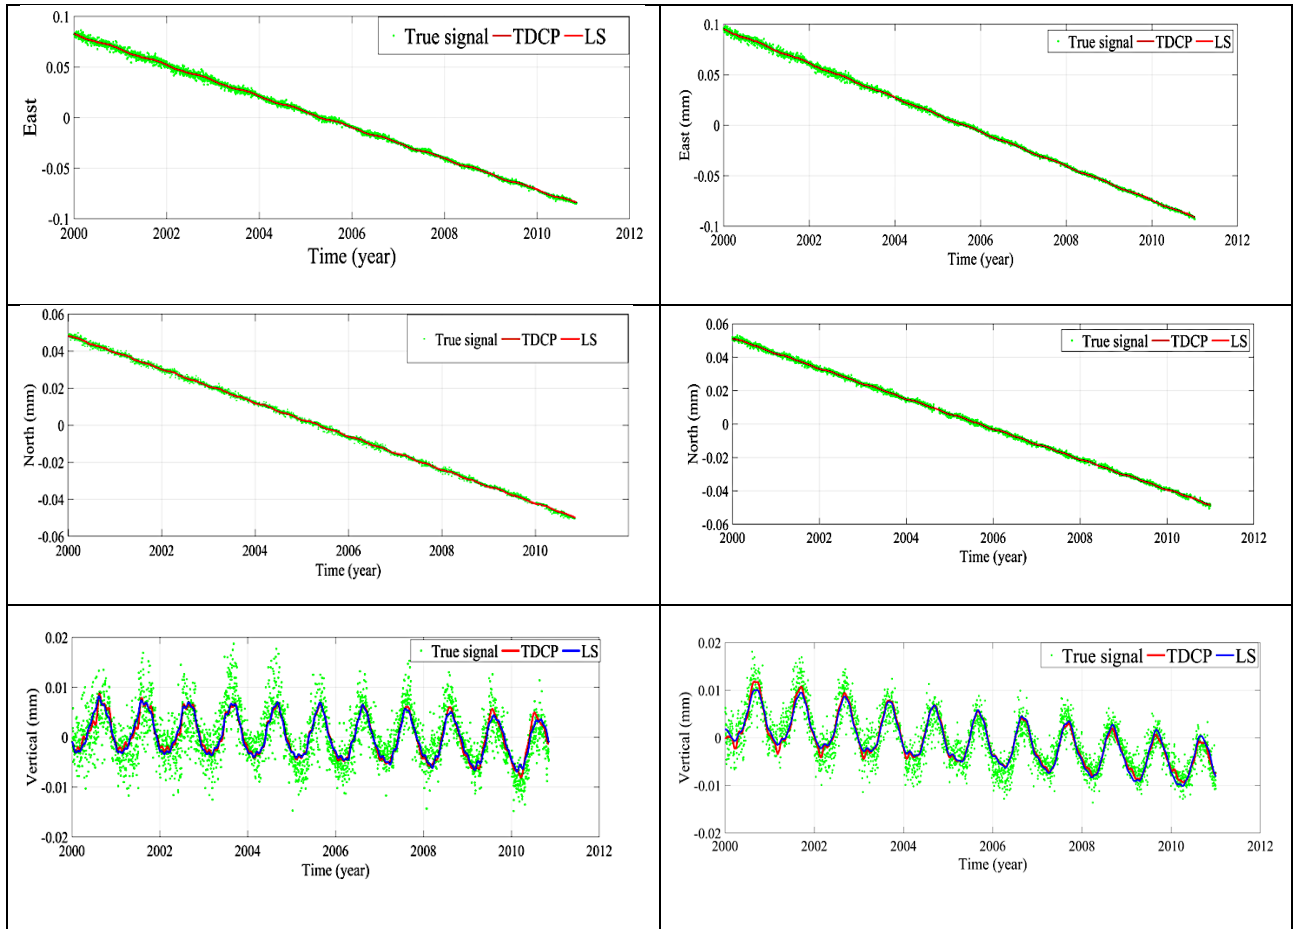 0.1
0.05
0
-0.05
-0.1
East
True signal TDCP LS
2000 2002 2004 2006 2008 2010 2012
Time (year)
0.1
0.05
0
-0.05
-0.1
East (mm)
True signal TDCP LS
2000 2002 2004 2006 2008 2010 2012
Time (year)
0.06
0.04
0.02
0
-0.02
-0.04
-0.06
North (mm)
True signal TDCP LS
2000 2002 2004 2006 2008 2010
Time (year)
0.06
0.04
0.02
0
-0.02
-0.04
-0.06
North (mm)
True signal TDCP LS
2000 2002 2004 2006 2008 2010 2012
Time (year)
0.02
0.01
0
-0.01
-0.02
Vertical (mm)
True signal TDCP LS
2000 2002 2004 2006 2008 2010 2012
Time (year)
0.02
0.01
0
-0.01
-0.02
Vertical (mm)
True signal TDCP LS
2000 2002 2004 2006 2008 2010 2012
Time (year)